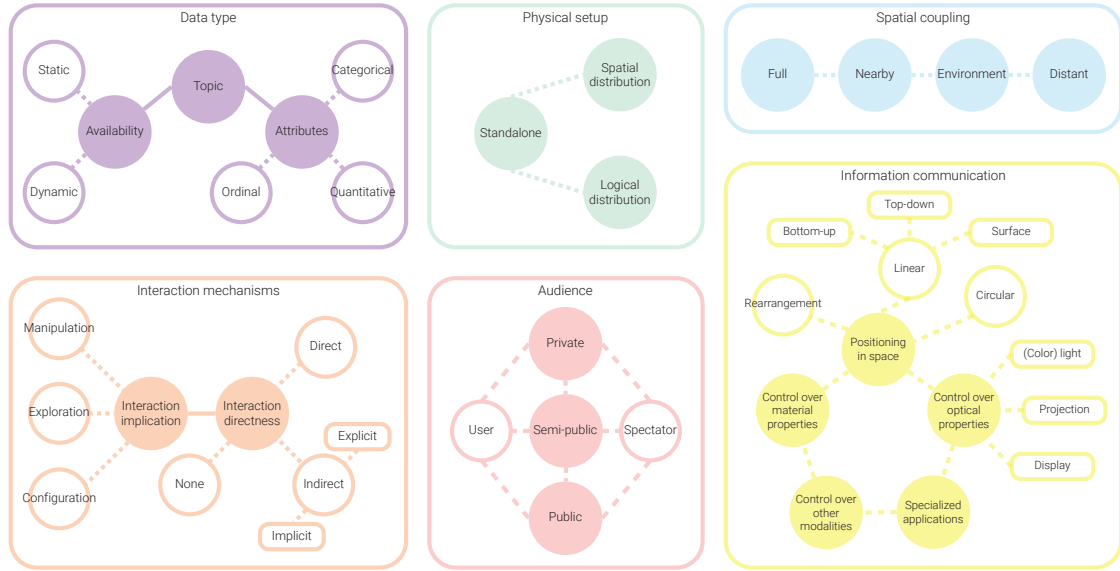 Data type
Static
Categorical
Topic
Availability
Attributes
Dynamic
Ordinal
Quantitative
Physical setup
Spatial
distribution
Standalone
Logical
distribution
Spatial coupling
Full
Nearby
Environment
Distant
Interaction mechanisms
Manipulation
Direct
Exploration
Interaction
implication
Interaction
directness
Explicit
Configuration
None
Indirect
Implicit
Audience
Private
User
Semi-public
Spectator
Public
Information communication
Top-down
Bottom-up
Surface
Linear
Rearrangement
Circular
Positioning
in space
(Color) light
Control over
material
properties
Control over
optical
properties
Projection
Display
Control over
other
modalities
Specialized
applications